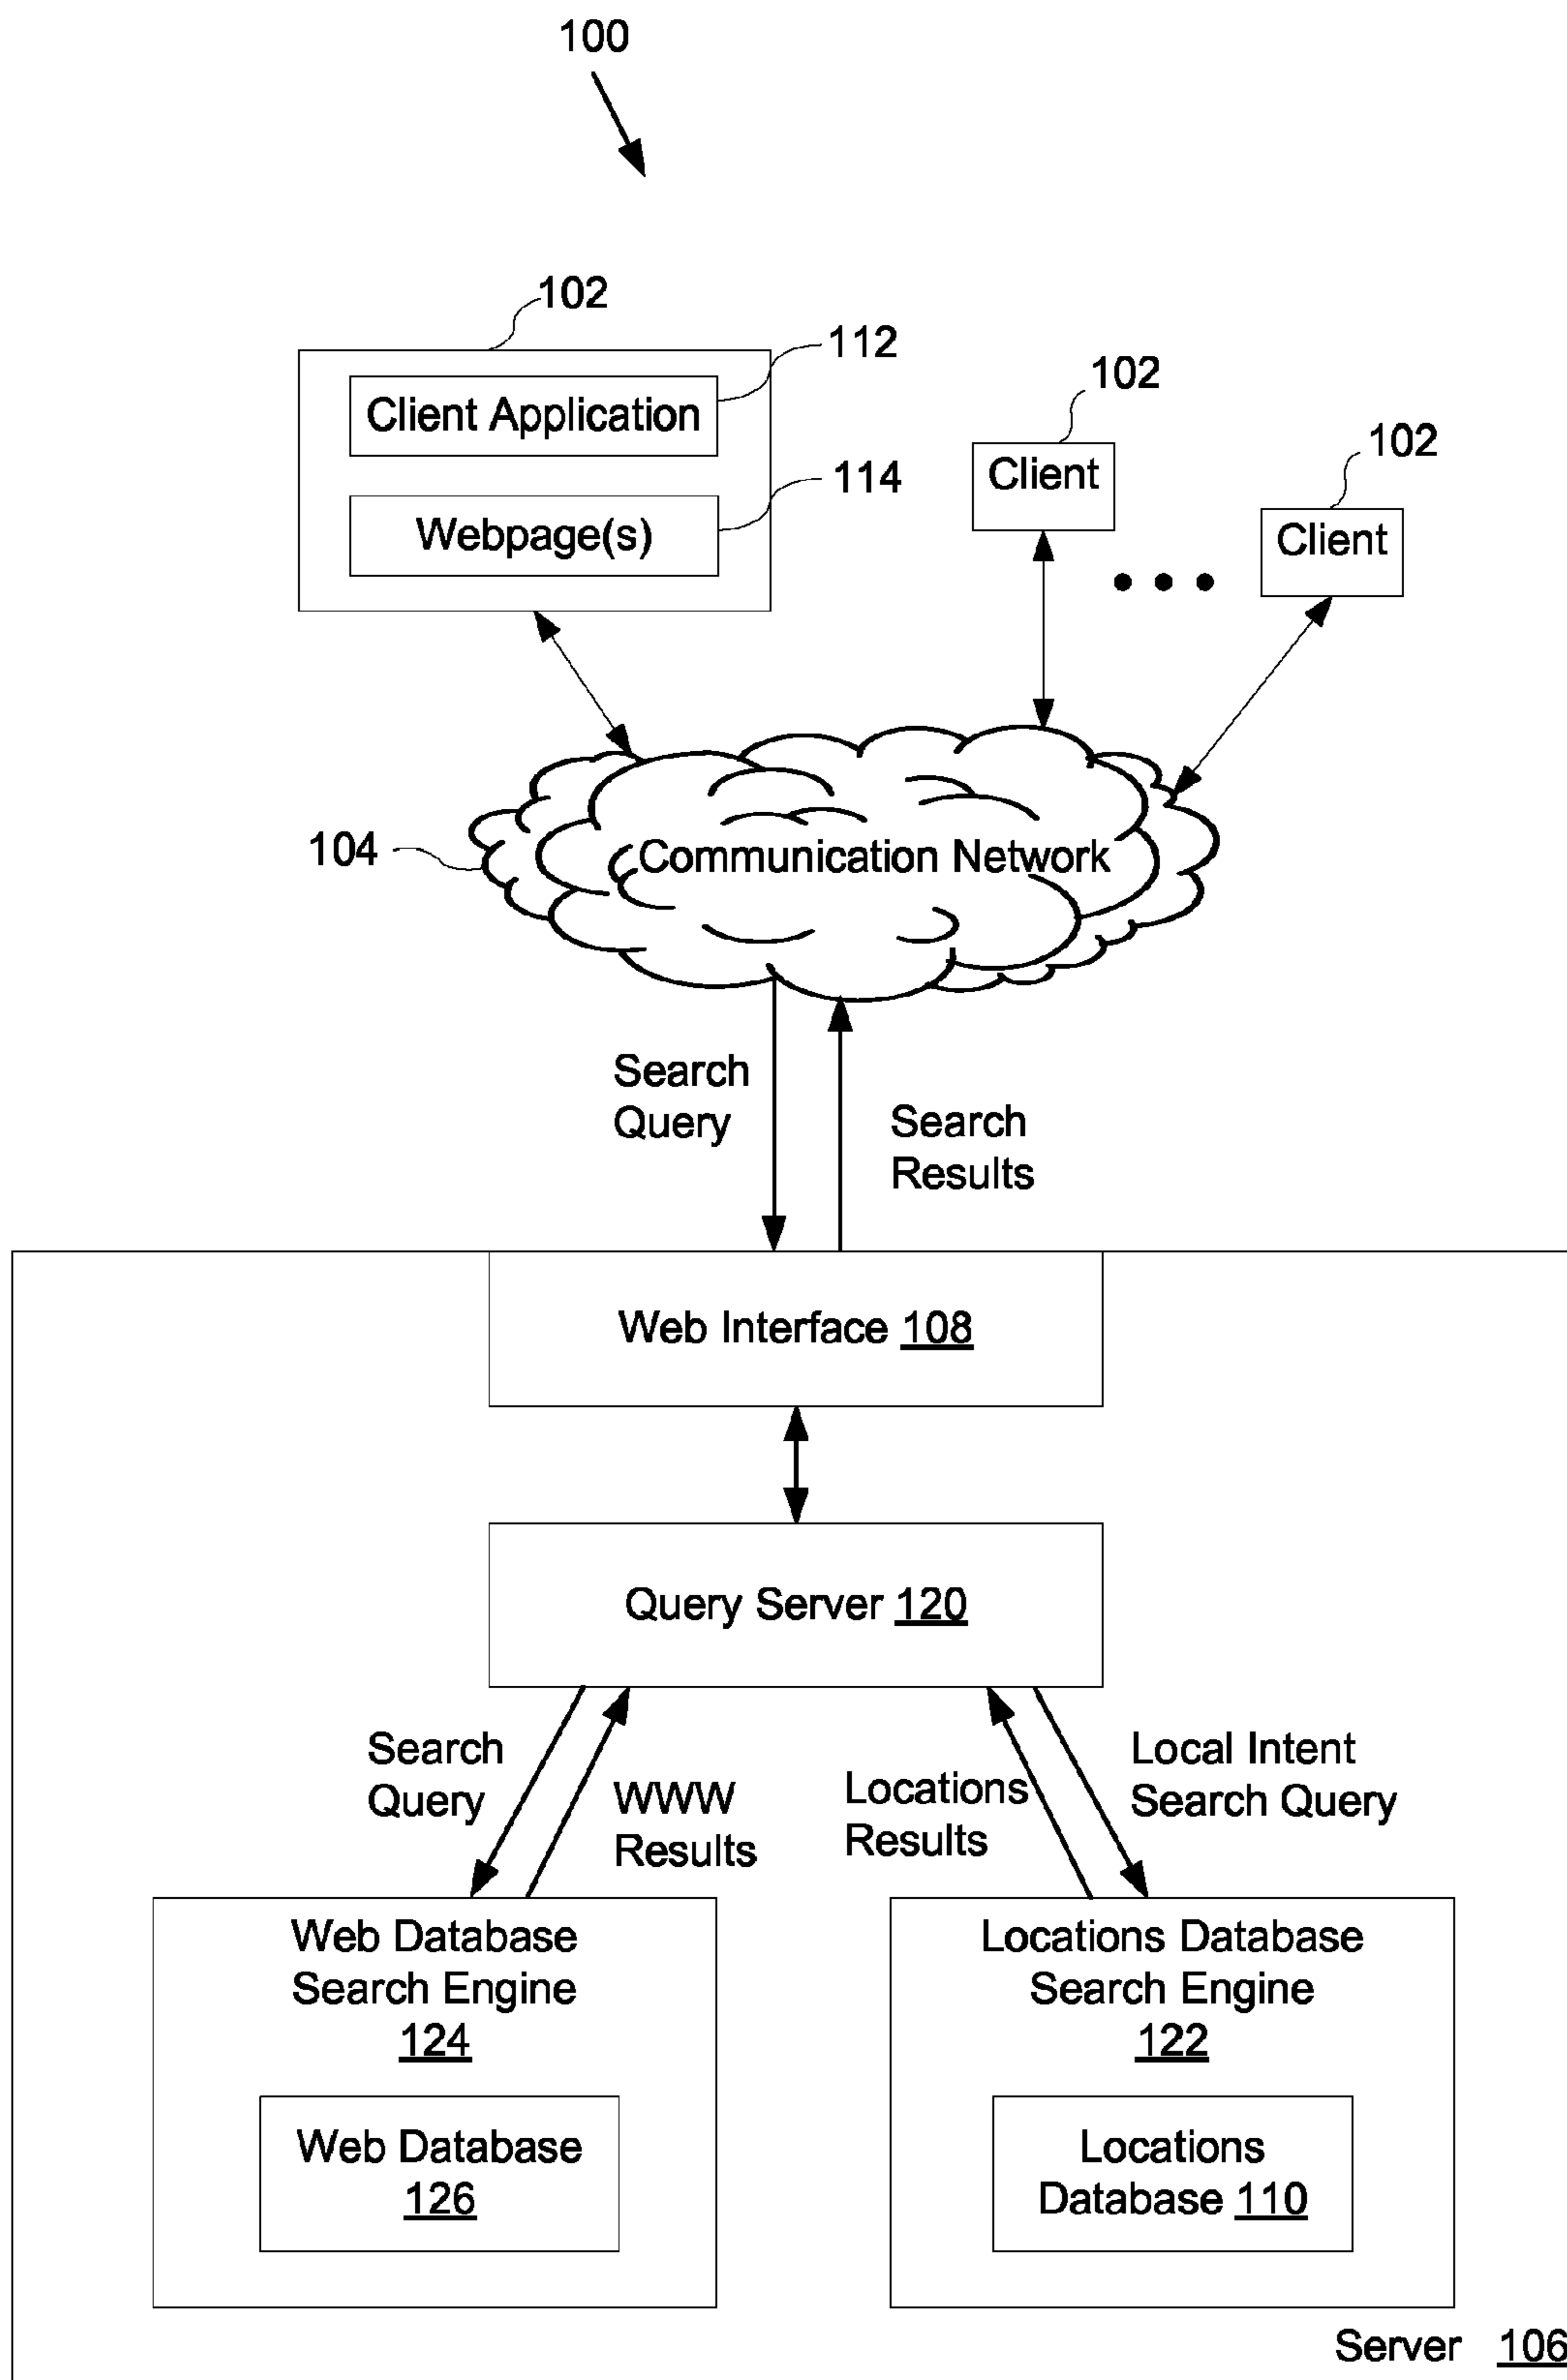 100
102
112
Client Application
114
Webpage(s)
102
Client
102
Client
104
Communication Network
Search
Query
Search
Results
Web Interface 108
Query Server 120
Search
Query
WWW
Results
Locations
Results
Local Intent
Search Query
Web Database
Search Engine
124
Web Database
126
Locations Database
Search Engine
122
Locations
Database 110
Server 106